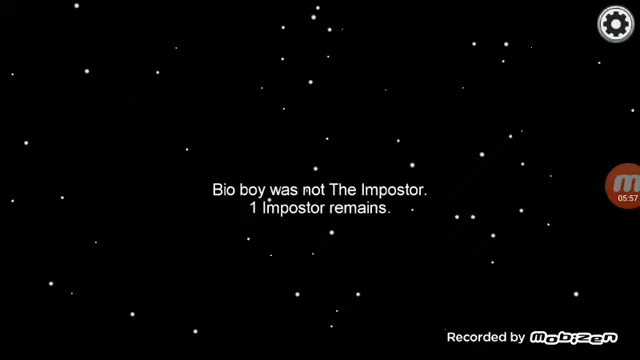 Bio boy was not The Impostor.
1 Impostor remains.
05:57
Recorded by mobizen